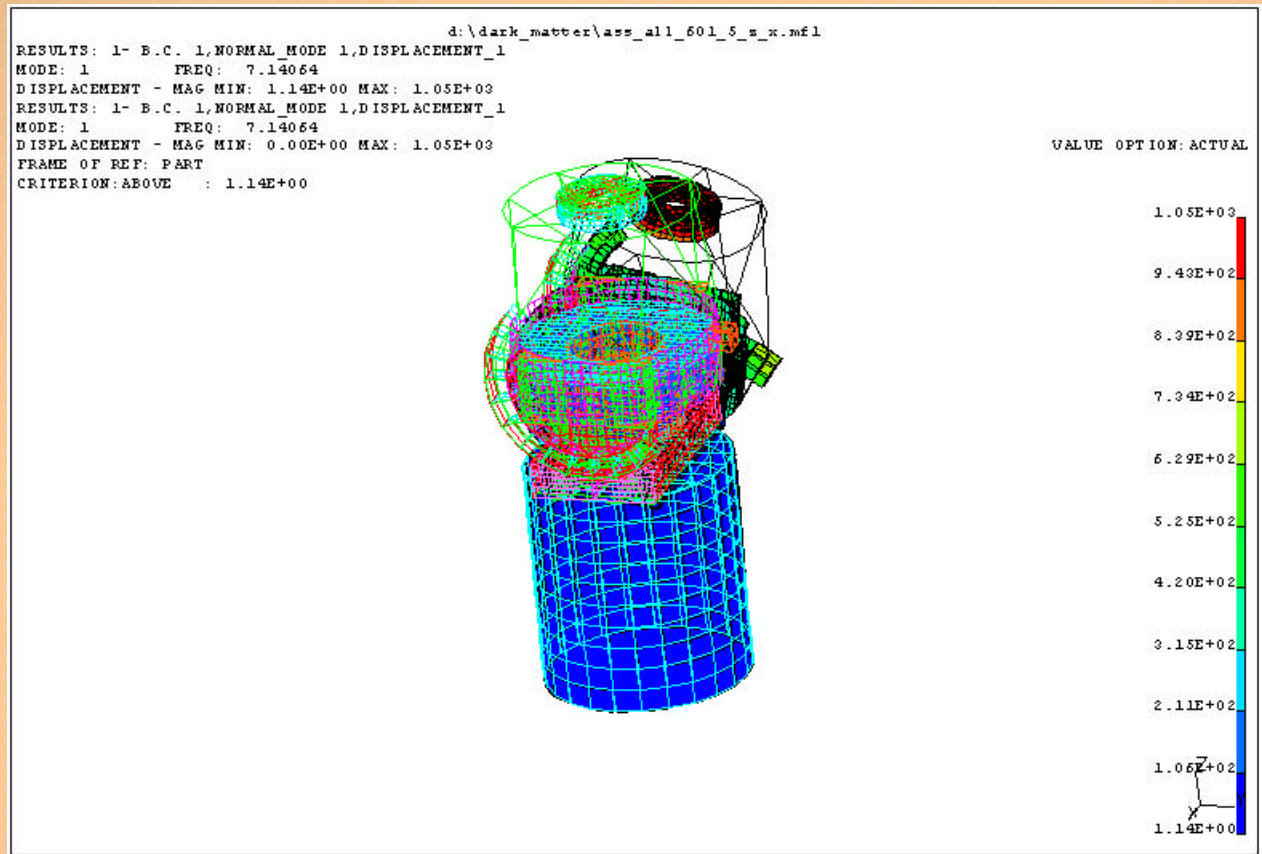 d:\dark_matter\ass_all_601_5_z_x.mf1
RESULTS: 1- B.C. 1,NORMAL_MODE 1,DISPLACEMENT_1
MODE: 1 FREQ: 7.14064
DISPLACEMENT - MAG MIN: 1.14E+00 MAX: 1.05E+03
RESULTS: 1- B.C. 1,NORMAL_MODE 1,DISPLACEMENT_1
MODE: 1 FREQ: 7.14064
DISPLACEMENT - MAG MIN: 0.00E+00 MAX: 1.05E+03
FRAME OF REF: PART
CRITERION:ABOVE : 1.14E+00
VALUE OPTION:ACTUAL
1.05E+03
9.43E+02
8.39E+02
7.34E+02
6.29E+02
5.25E+02
4.20E+02
3.15E+02
2.11E+02
1.06E+02
Z
X
Y
1.14E+00